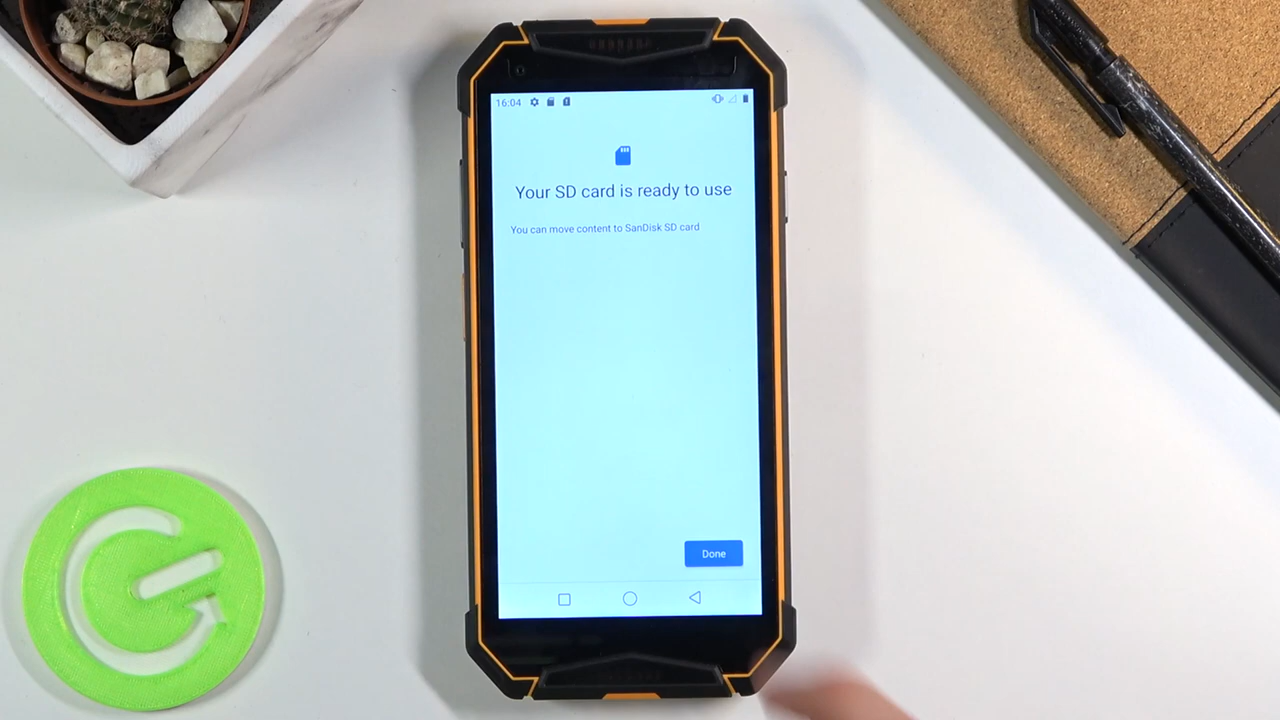 16:04
Your SD card is ready to use
You can move content to SanDisk SD card
Done